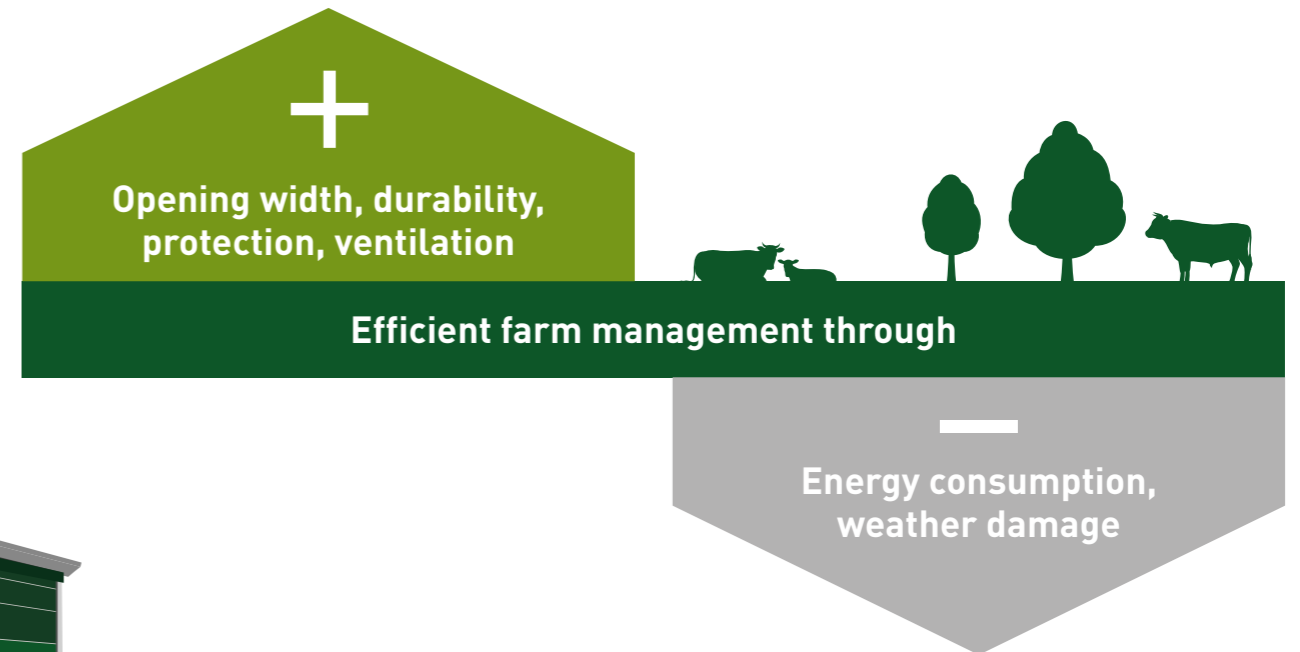 +
Opening width, durability,
protection, ventilation
Efficient farm management through
—
Energy consumption,
weather damage